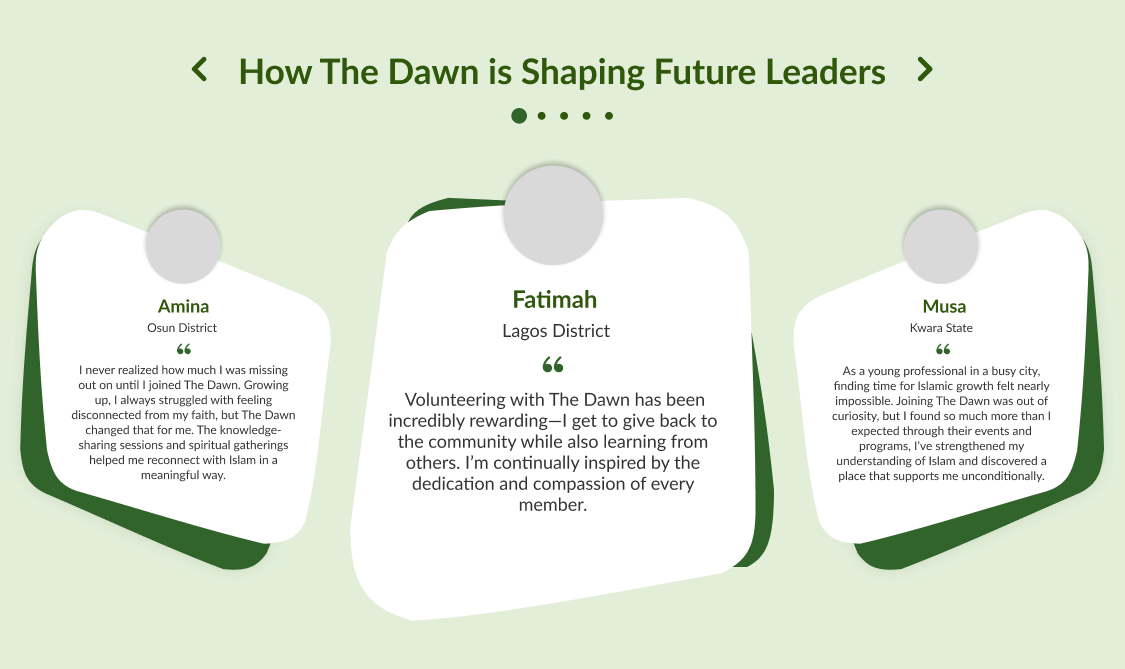 How The Dawn is Shaping Future Leaders
Amina
Osun District
“
I never realized how much I was missing
out on until I joined The Dawn. Growing
up, I always struggled with feeling
disconnected from my faith, but The Dawn
changed that for me. The knowledge-
sharing sessions and spiritual gatherings
helped me reconnect with Islam in a
meaningful way.
Fatimah
Lagos District
“
Volunteering with The Dawn has been
incredibly rewarding—I get to give back to
the community while also learning from
others. I’m continually inspired by the
dedication and compassion of every
member.
Musa
Kwara State
“
As a young professional in a busy city,
finding time for Islamic growth felt nearly
impossible. Joining The Dawn was out of
curiosity, but I found so much more than I
expected through their events and
programs, I’ve strengthened my
understanding of Islam and discovered a
place that supports me unconditionally.